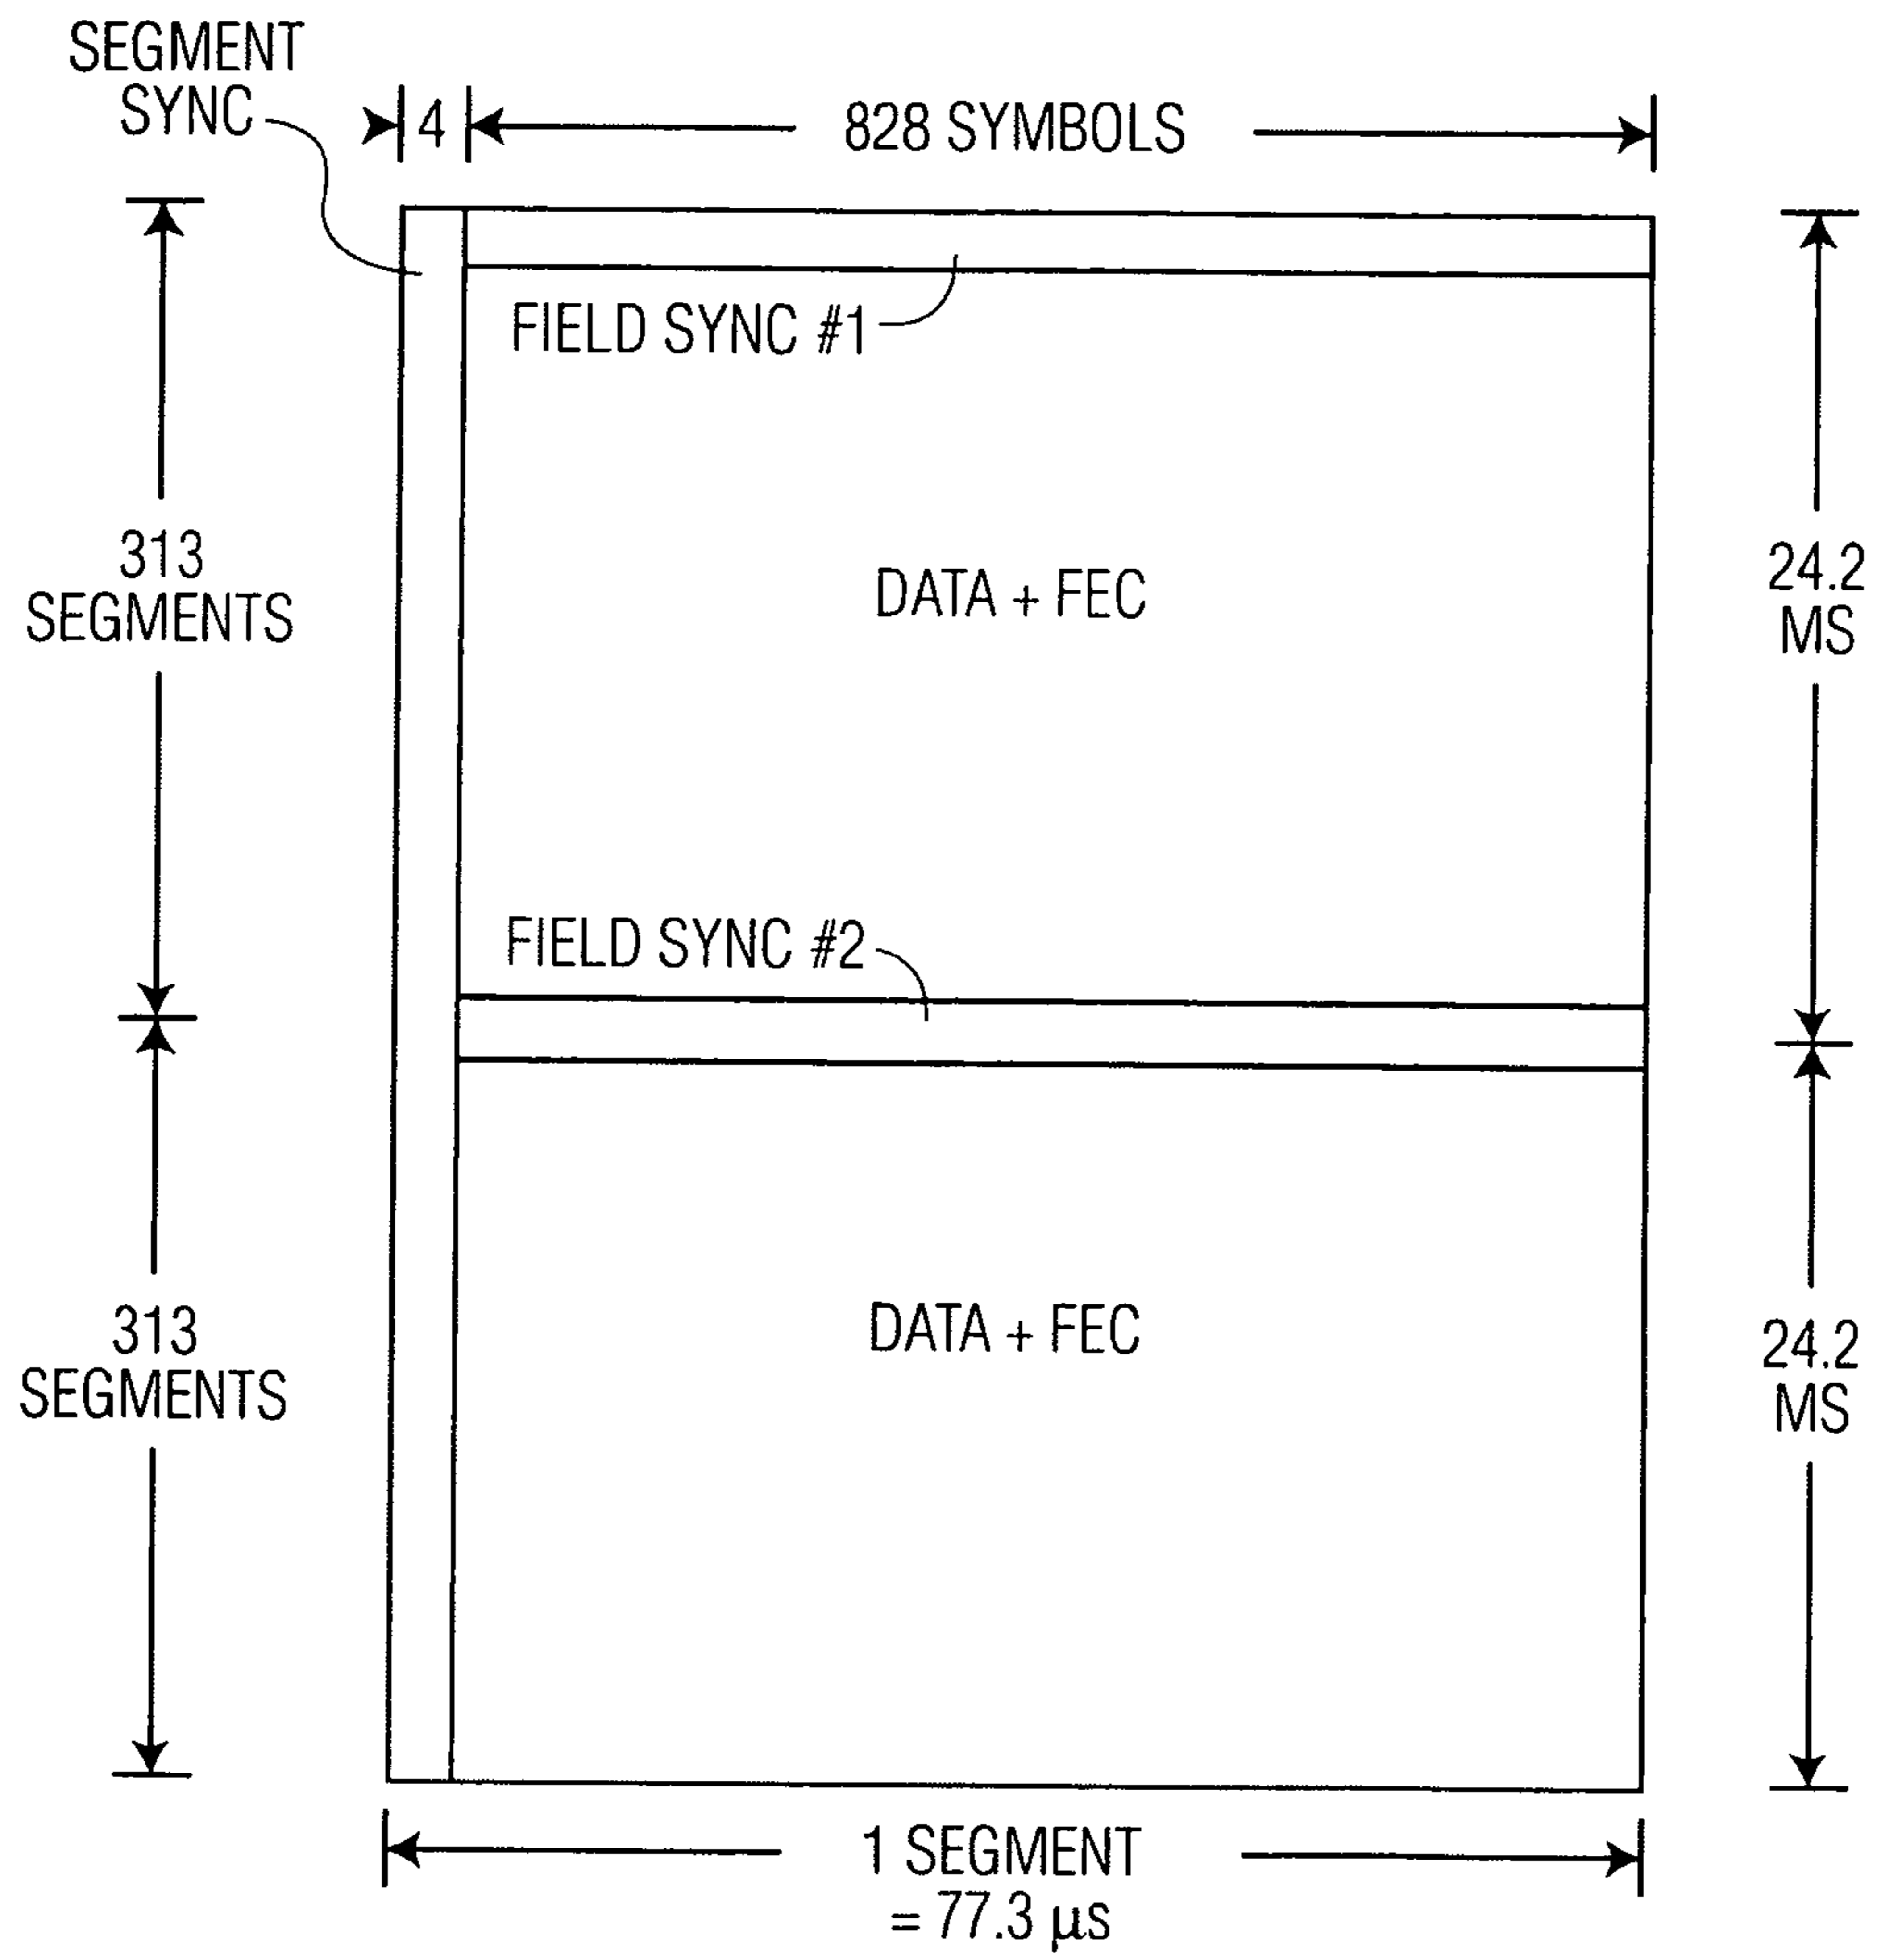 SEGMENT
SYNC
4
828 SYMBOLS
FIELD SYNC #1
313
SEGMENTS
DATA + FEC
24.2
MS
FIELD SYNC #2
313
SEGMENTS
DATA + FEC
24.2
MS
1 SEGMENT
= 77.3 µs